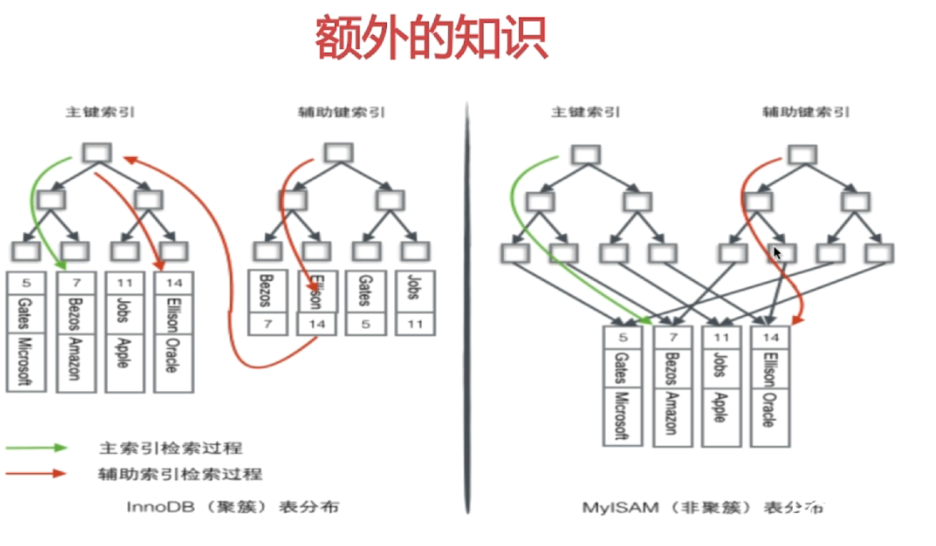 额外的知识
主键索引
辅助键索引
主键索引
辅助键索引
5 Gates Microsoft
7 Bezos Amazon
11 Jobs Apple
14 Ellison Oracle
Bezos 7
Ellison 14
Gates 5
Jobs 11
5 Gates Microsoft
7 Bezos Amazon
11 Jobs Apple
14 Ellison Oracle
主索引检索过程
辅助索引检索过程
InnoDB（聚簇）表分布
MyISAM（非聚簇）表分布